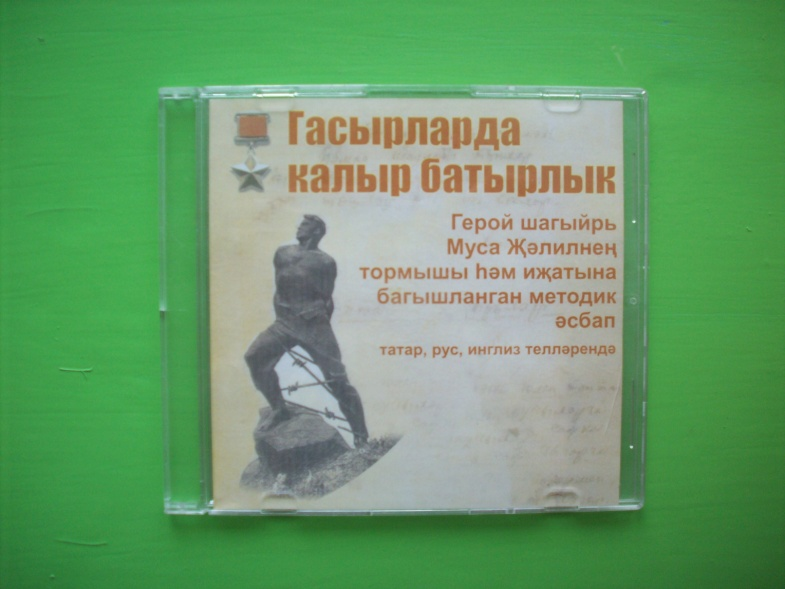 Гасырларда
калыр батырлык
Герой шагыйрь
Муса Җәлилнең
тормышы һәм иҗатына
багышланган методик
әсбап
татар, рус, инглиз телләрендә